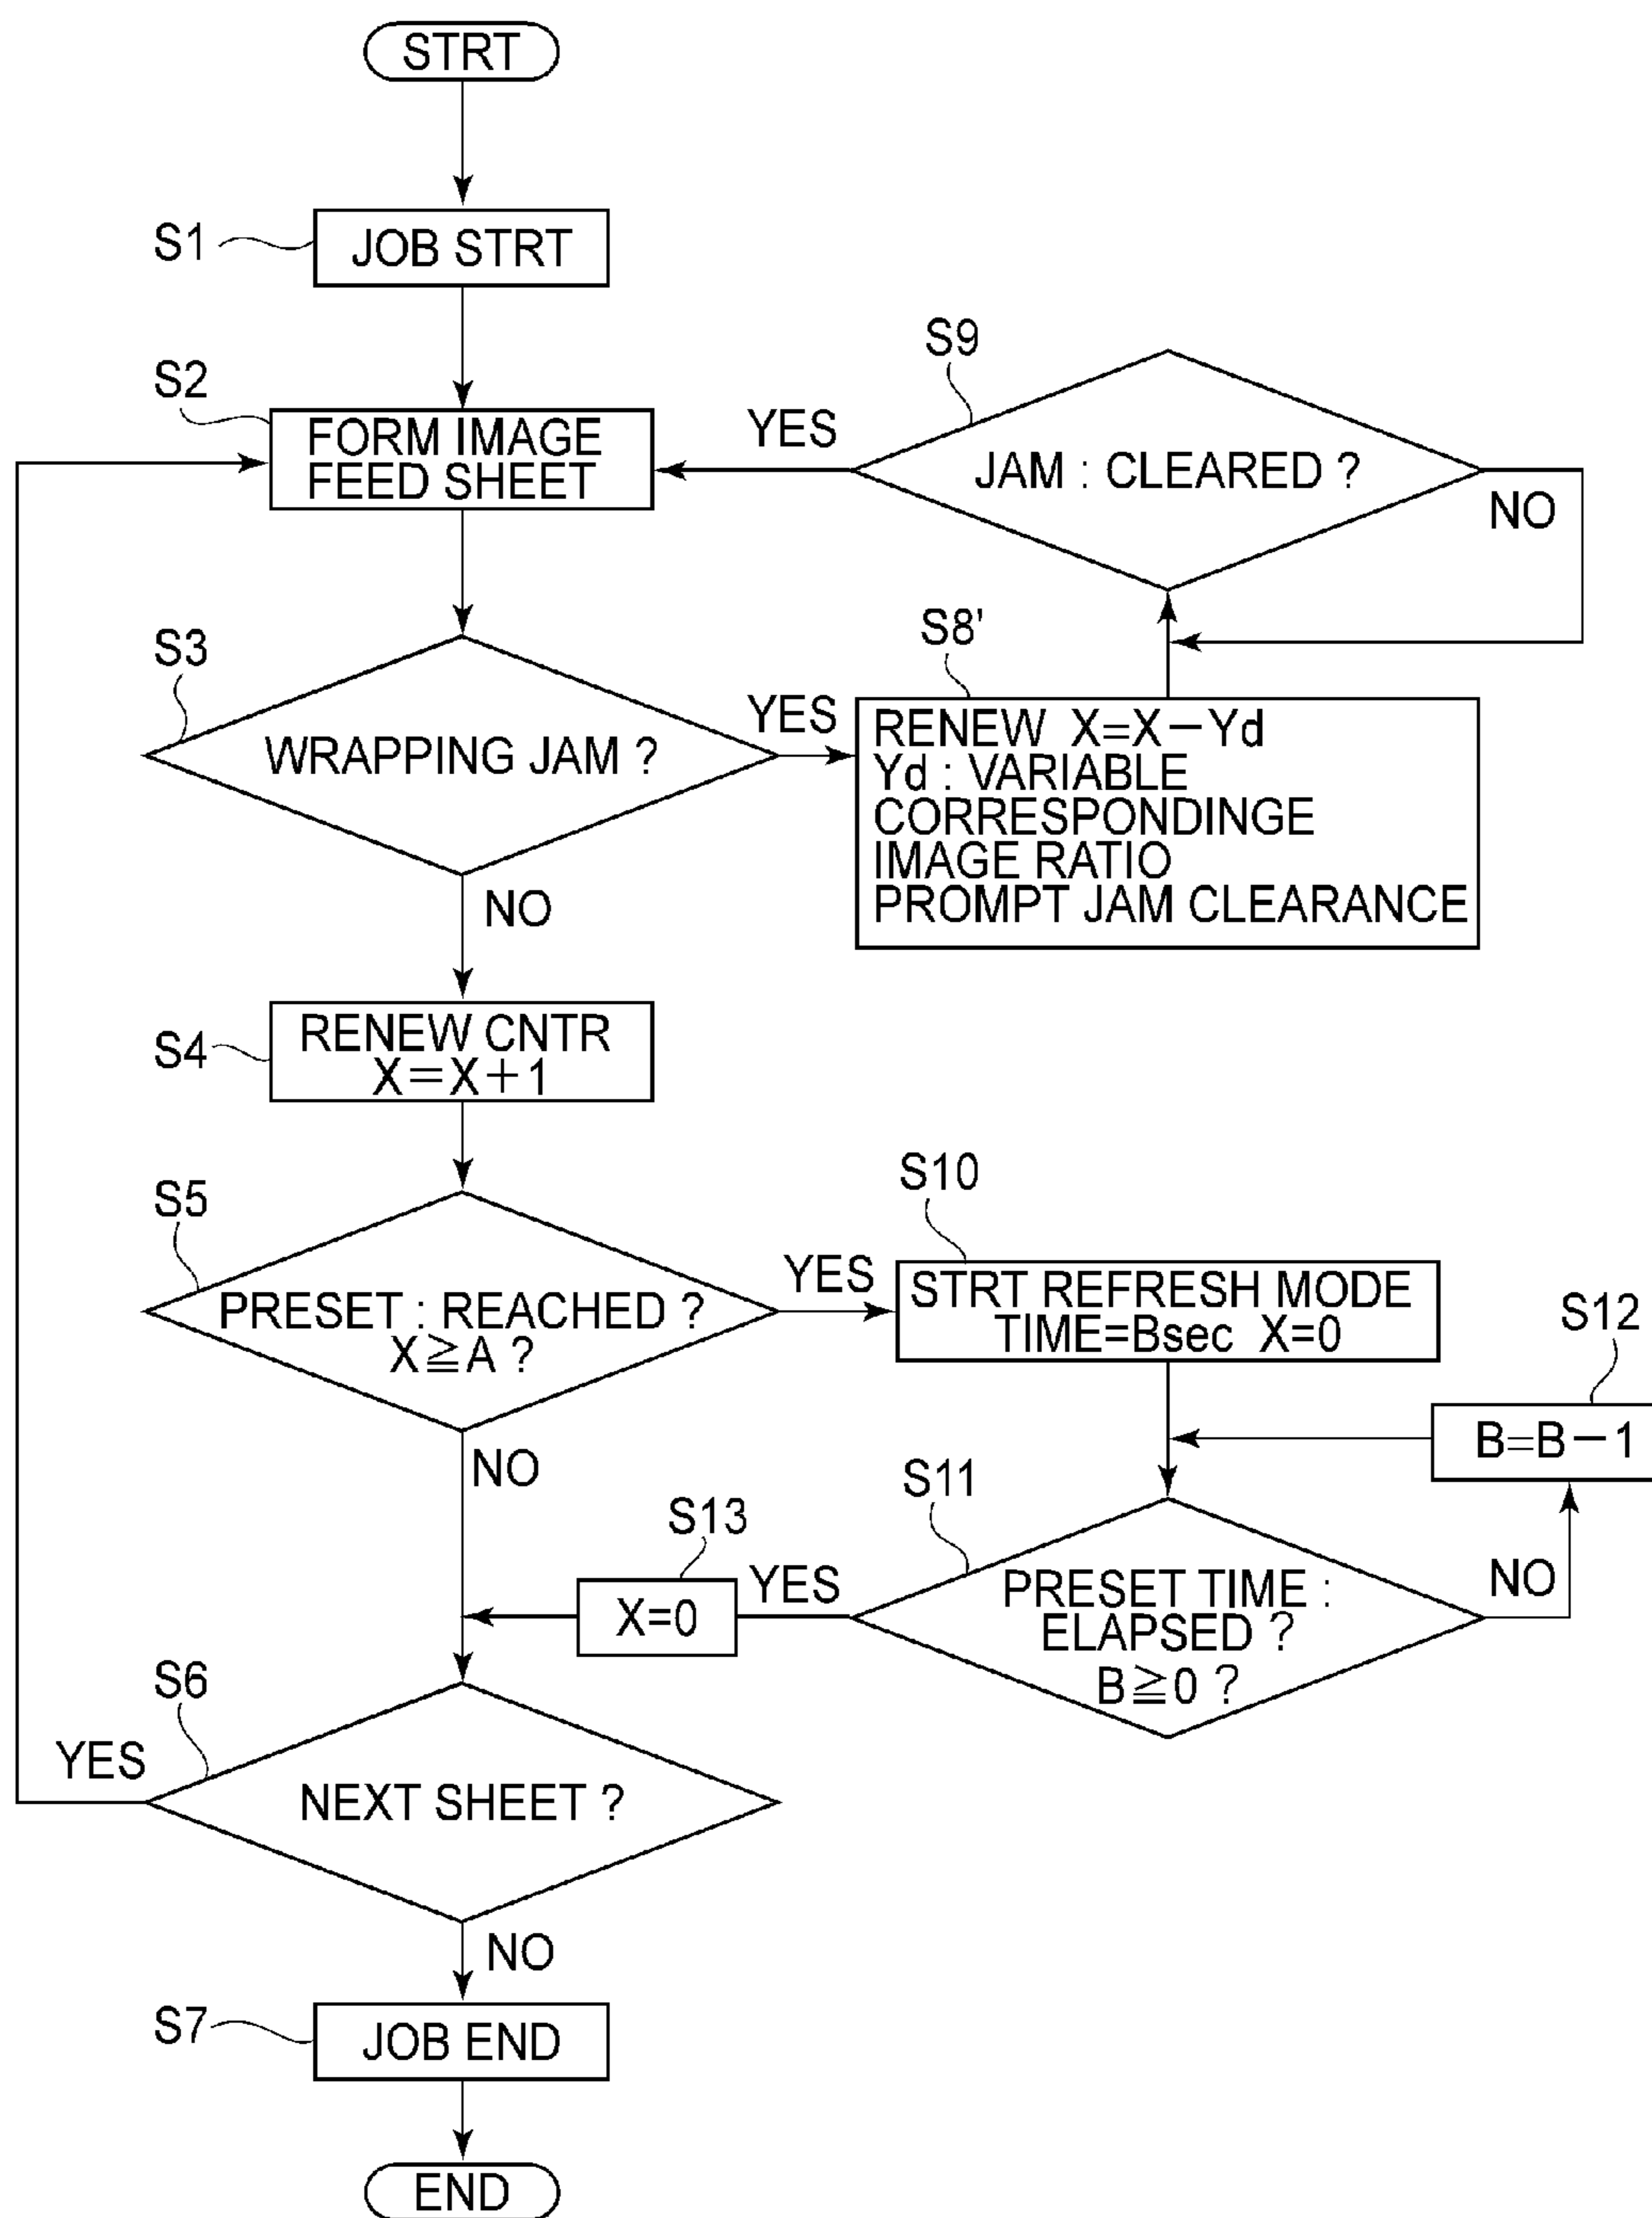 STRT
S1
JOB STRT
S2
FORM IMAGE
FEED SHEET
S9
YES
JAM : CLEARED ?
NO
S3
WRAPPING JAM ?
YES
S8'
RENEW X=X−Yd
Yd : VARIABLE
CORRESPONDINGE
IMAGE RATIO
PROMPT JAM CLEARANCE
NO
S4
RENEW CNTR
X=X+1
S5
PRESET : REACHED ?
X≧A ?
YES
S10
STRT REFRESH MODE
TIME=Bsec X=0
S12
B=B−1
NO
S11
PRESET TIME :
ELAPSED ?
B≧0 ?
NO
YES
S13
X=0
S6
NEXT SHEET ?
YES
NO
S7
JOB END
END